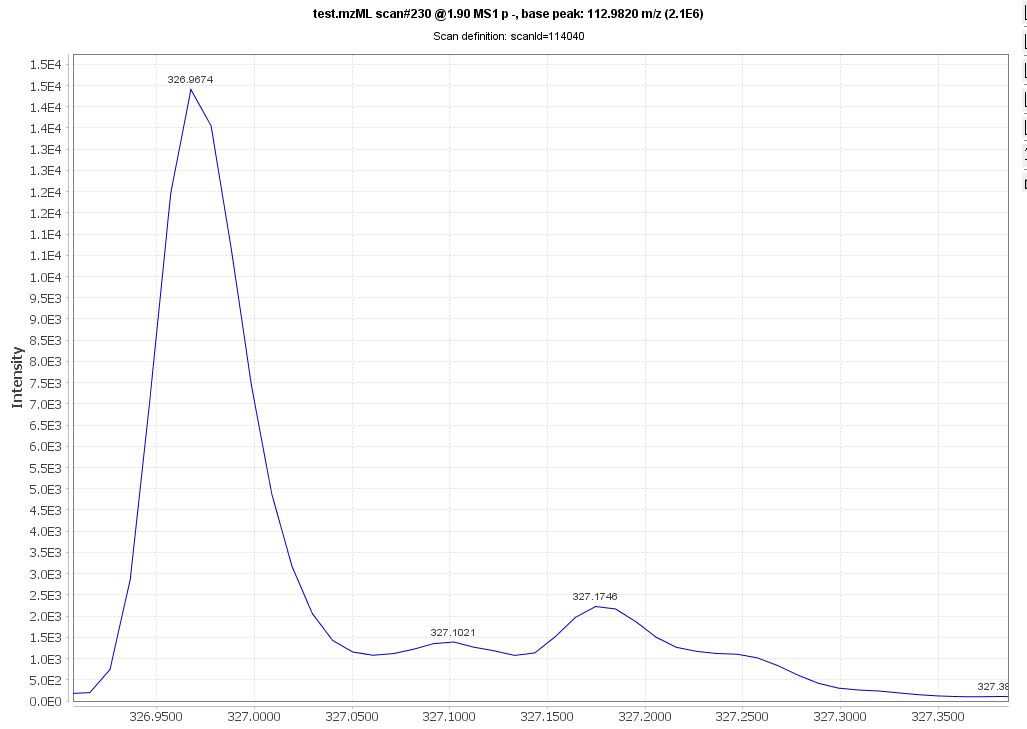 test.mzML scan#230 @1.90 MS1 p -, base peak: 112.9820 m/z (2.1E6)
Scan definition: scanId=114040
1.5E4
1.5E4
1.4E4
1.4E4
1.3E4
1.3E4
1.2E4
1.2E4
1.1E4
1.1E4
1.0E4
9.5E3
9.0E3
8.5E3
8.0E3
7.5E3
7.0E3
6.5E3
6.0E3
5.5E3
5.0E3
4.5E3
4.0E3
3.5E3
3.0E3
2.5E3
2.0E3
1.5E3
1.0E3
5.0E2
0.0E0
Intensity
326.9674
327.1021
327.1746
327.38
326.9500 327.0000 327.0500 327.1000 327.1500 327.2000 327.2500 327.3000 327.3500